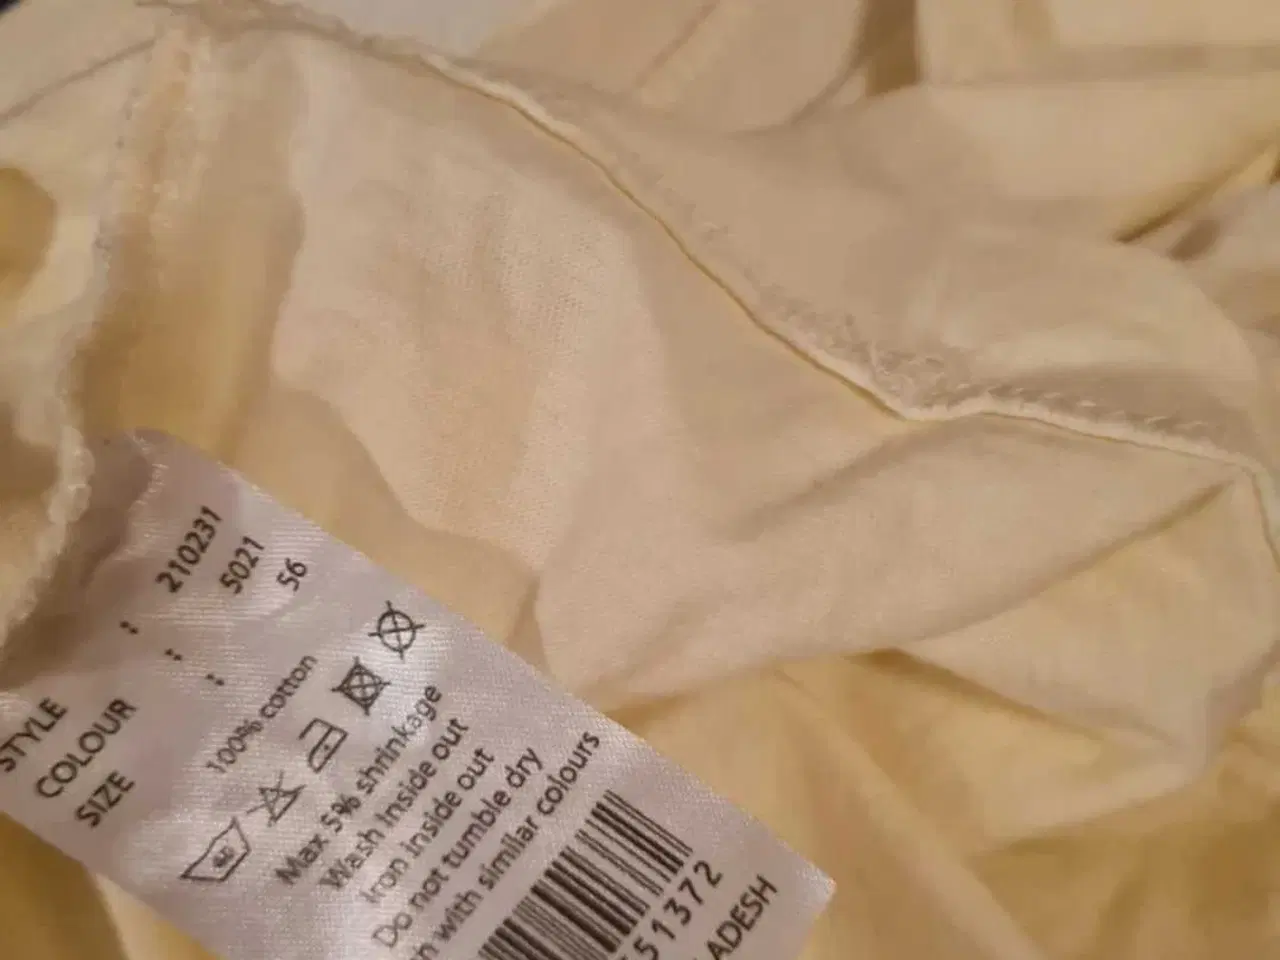 STYLE : 210231
COLOUR : 5021
SIZE : 56
100% cotton
Max 5% shrinkage
Wash inside out
Iron inside out
Do not tumble dry
with similar colours
51372
ADESH